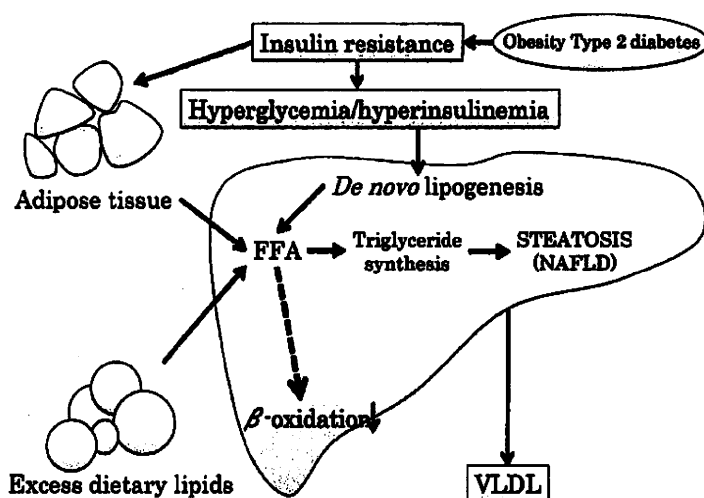 Insulin resistance
Obesity Type 2 diabetes
Hyperglycemia/hyperinsulinemia
Adipose tissue
De novo lipogenesis
FFA
Triglyceride
synthesis
STEATOSIS
(NAFLD)
β-oxidation
Excess dietary lipids
VLDL